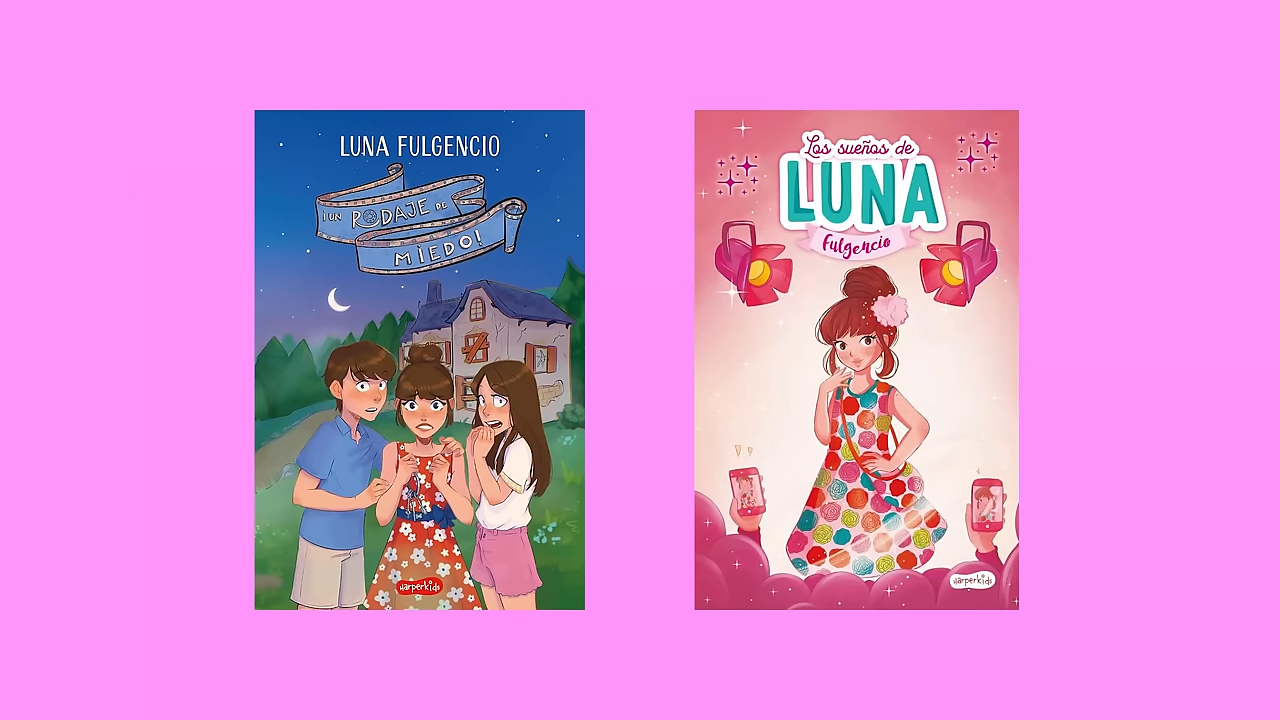 LUNA FULGENCIO
¡UN RODAJE DE
MIEDO!
HarperKids
Los sueños de
LUNA
fulgencio
HarperKids